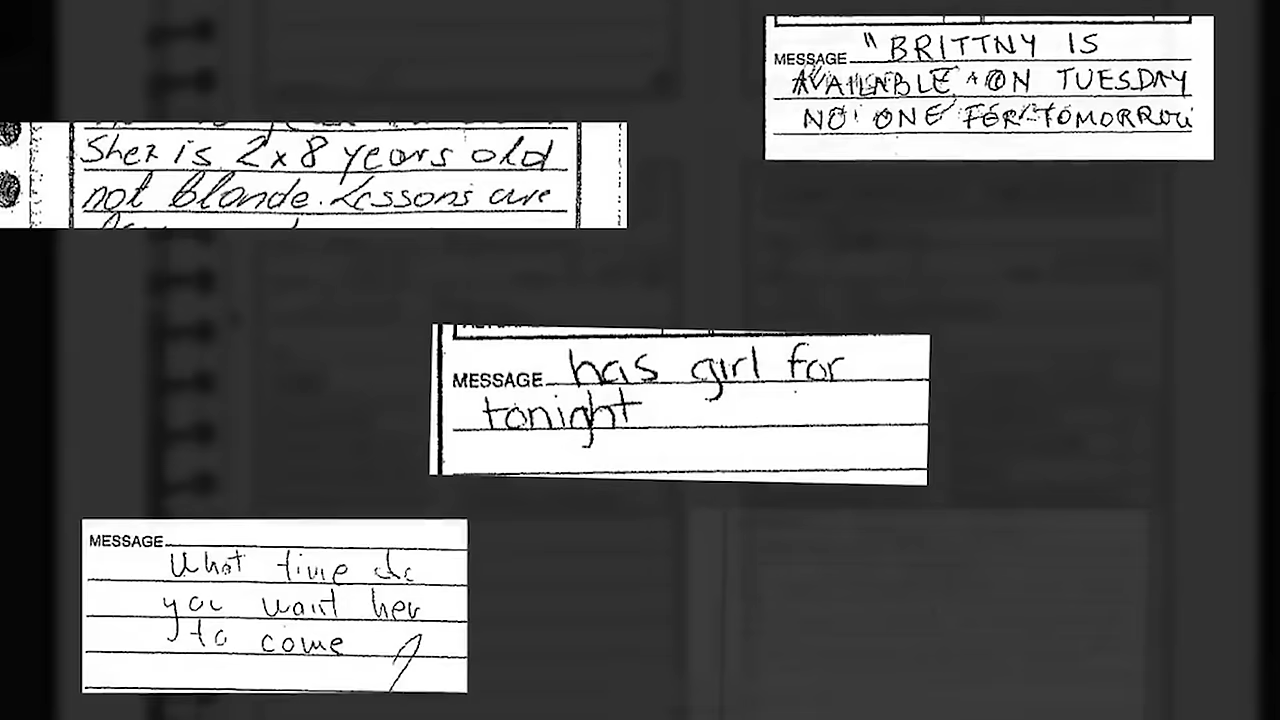 MESSAGE "BRITTNY IS
AVAILABLE ON TUESDAY
NO ONE FOR TOMORROW
She is 2x8 years old
not blonde. Lessons are
MESSAGE has girl for
tonight
MESSAGE
What time do
you want her
to come